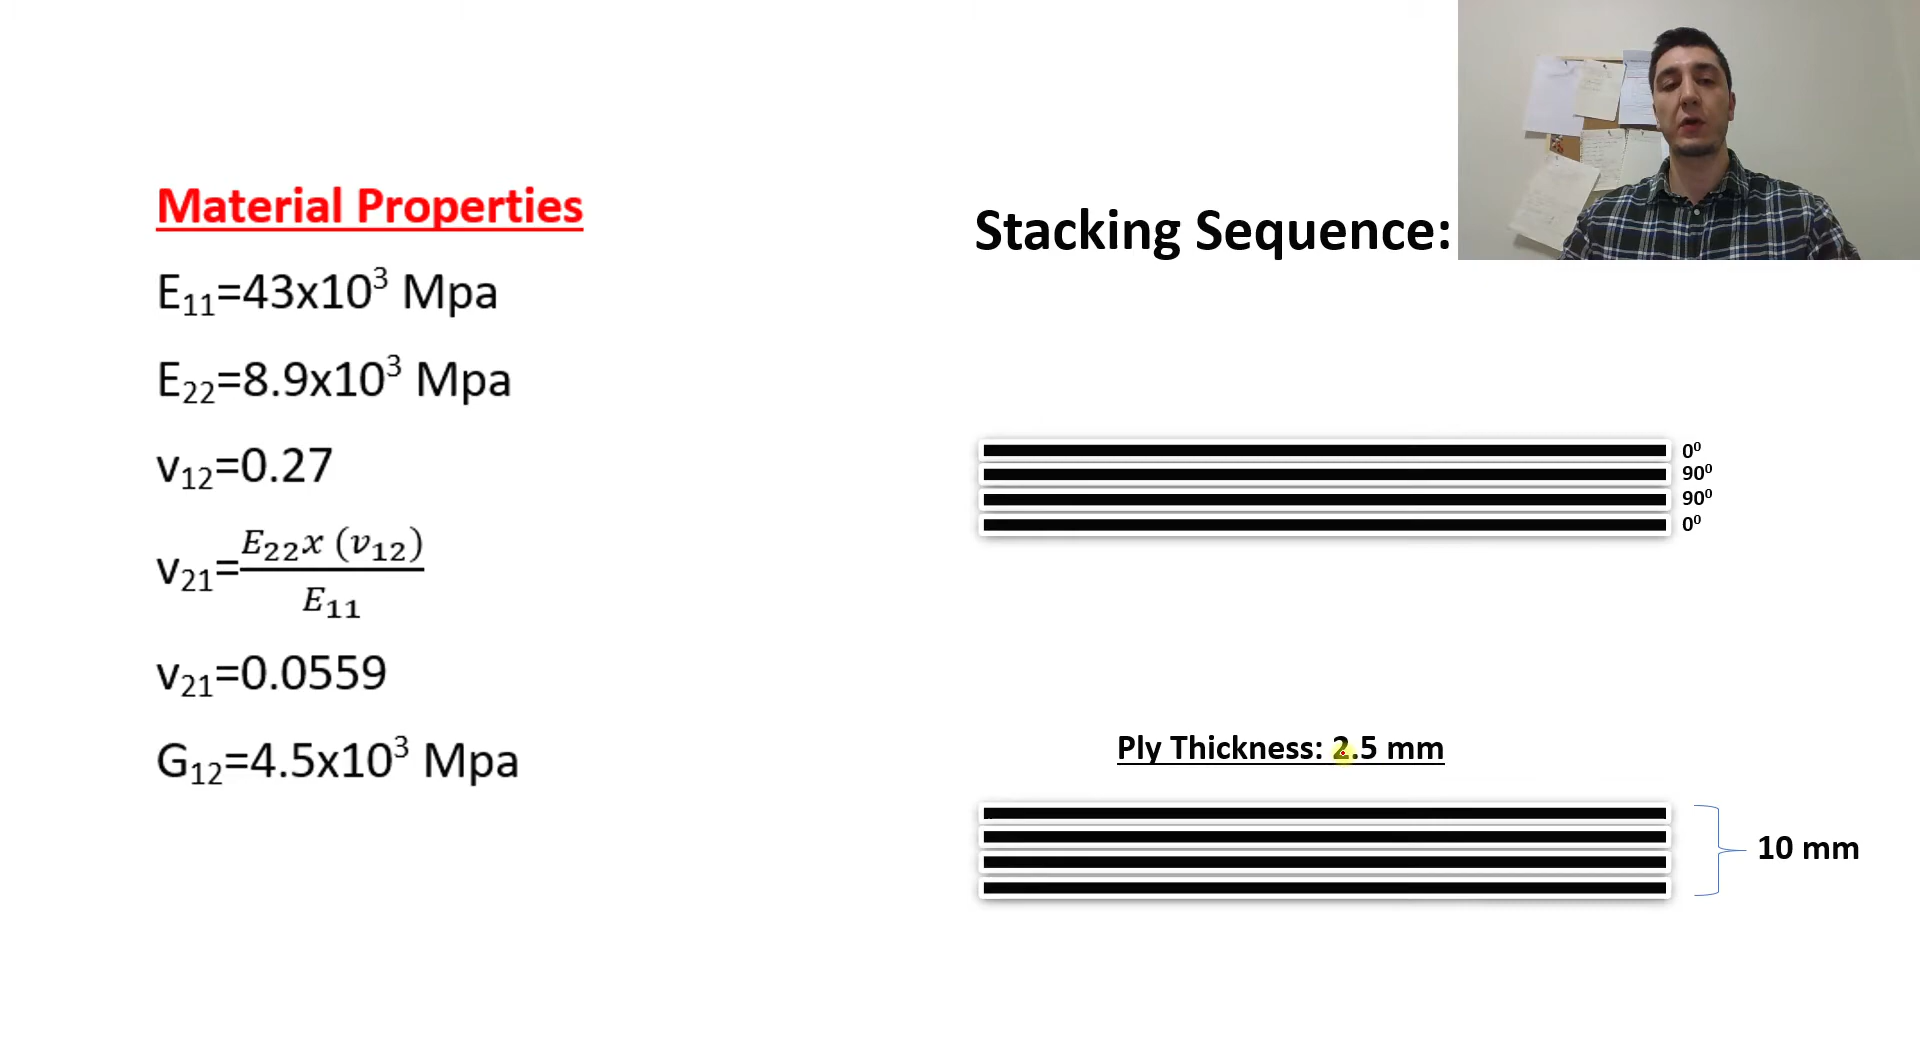 Material Properties
E₁₁=43x10³ Mpa
E₂₂=8.9x10³ Mpa
v₁₂=0.27
v₂₁=E₂₂x (v₁₂)
E₁₁
v₂₁=0.0559
G₁₂=4.5x10³ Mpa
Stacking Sequence:
0⁰
90⁰
90⁰
0⁰
Ply Thickness: 2.5 mm
10 mm